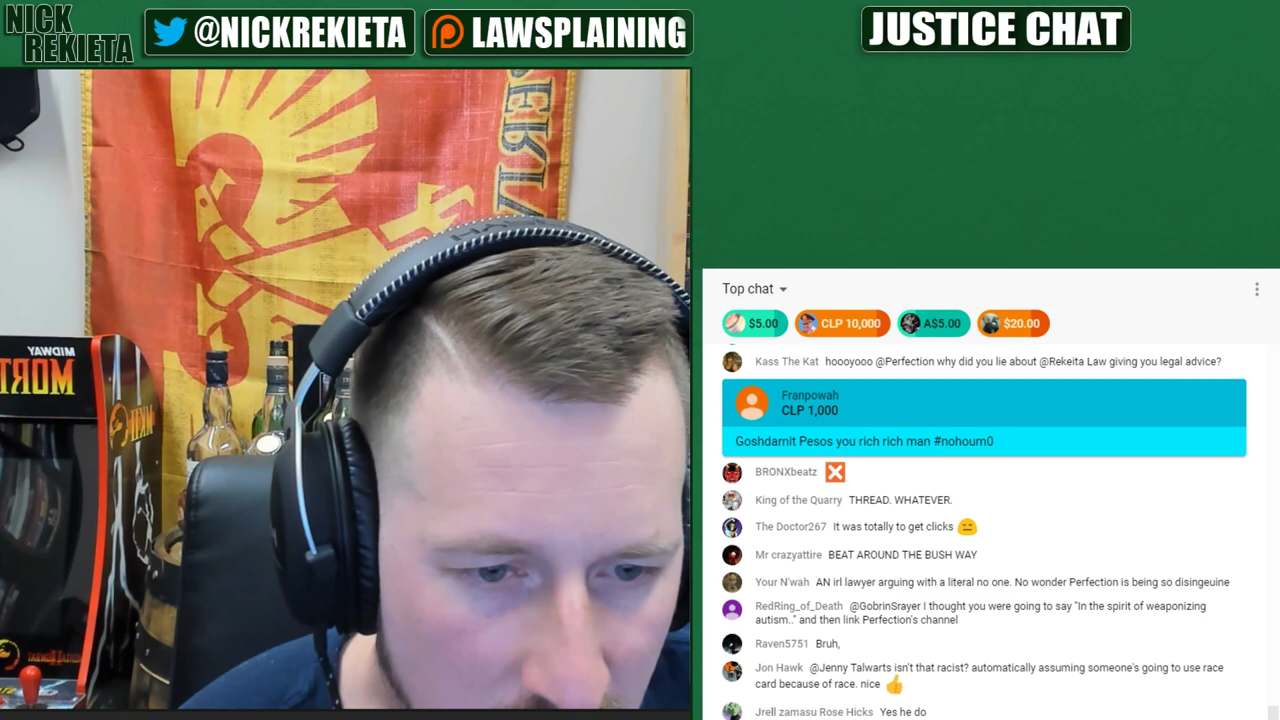 NICK
REKIETA
@NICKREKIETA
LAWSPLAINING
JUSTICE CHAT
MIDWAY
MORT
Top chat
$5.00
CLP 10,000
A$5.00
$20.00
Kass The Kat hoooyooo @Perfection why did you lie about @Rekeita Law giving you legal advice?
Franpowah
CLP 1,000
Goshdarnit Pesos you rich rich man #nohoum0
BRONXbeatz
King of the Quarry THREAD. WHATEVER.
The Doctor267 It was totally to get clicks
Mr crazyattire BEAT AROUND THE BUSH WAY
Your N'wah AN irl lawyer arguing with a literal no one. No wonder Perfection is being so disingeuine
RedRing_of_Death @GobrinSrayer I thought you were going to say "In the spirit of weaponizing
autism.." and then link Perfection's channel
Raven5751 Bruh,
Jon Hawk @Jenny Talwarts isn't that racist? automatically assuming someone's going to use race
card because of race. nice
Jrell zamasu Rose Hicks Yes he do